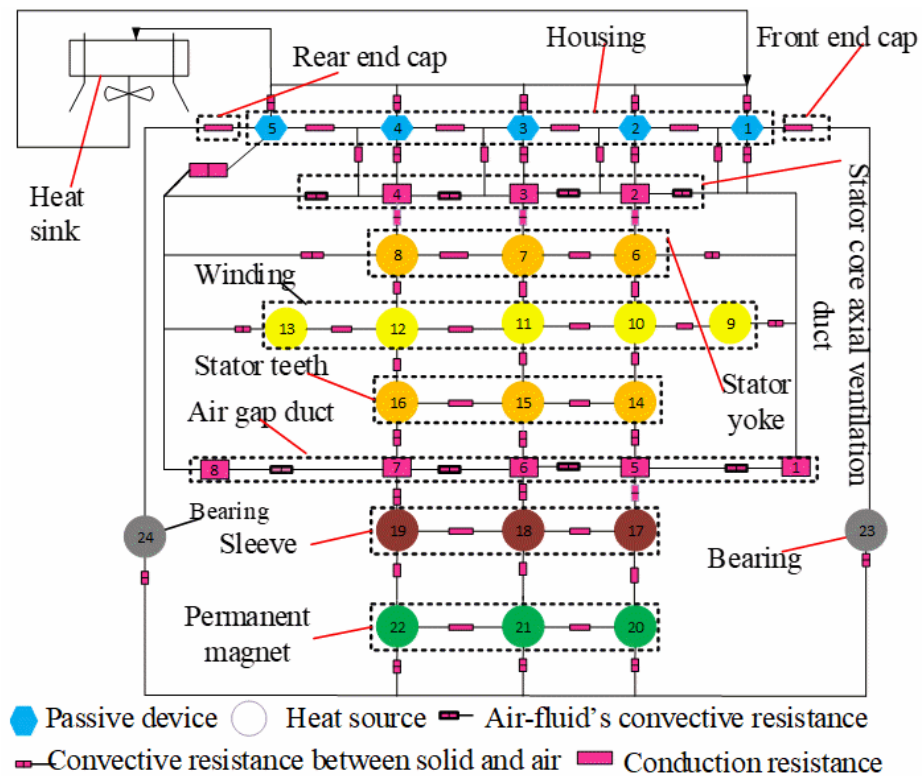 Rear end cap
Housing
Front end cap
5
4
3
2
1
Heat
sink
4
3
2
Stator core axial ventilation
duct
8
7
6
Winding
13
12
11
10
9
Stator teeth
Stator
yoke
16
15
14
Air gap duct
8
7
6
5
1
Bearing
24
Sleeve
19
18
17
23
Bearing
Permanent
magnet
22
21
20
Passive device
Heat source
Air-fluid's convective resistance
Convective resistance between solid and air
Conduction resistance